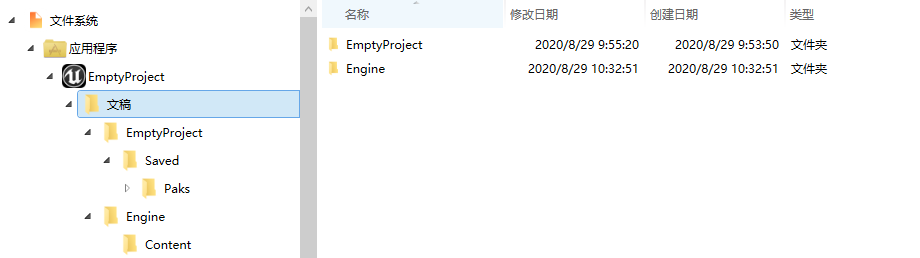 文件系统
应用程序
EmptyProject
文稿
EmptyProject
Saved
Paks
Engine
Content
名称 修改日期 创建日期 类型
EmptyProject 2020/8/29 9:55:20 2020/8/29 9:53:50 文件夹
Engine 2020/8/29 10:32:51 2020/8/29 10:32:51 文件夹